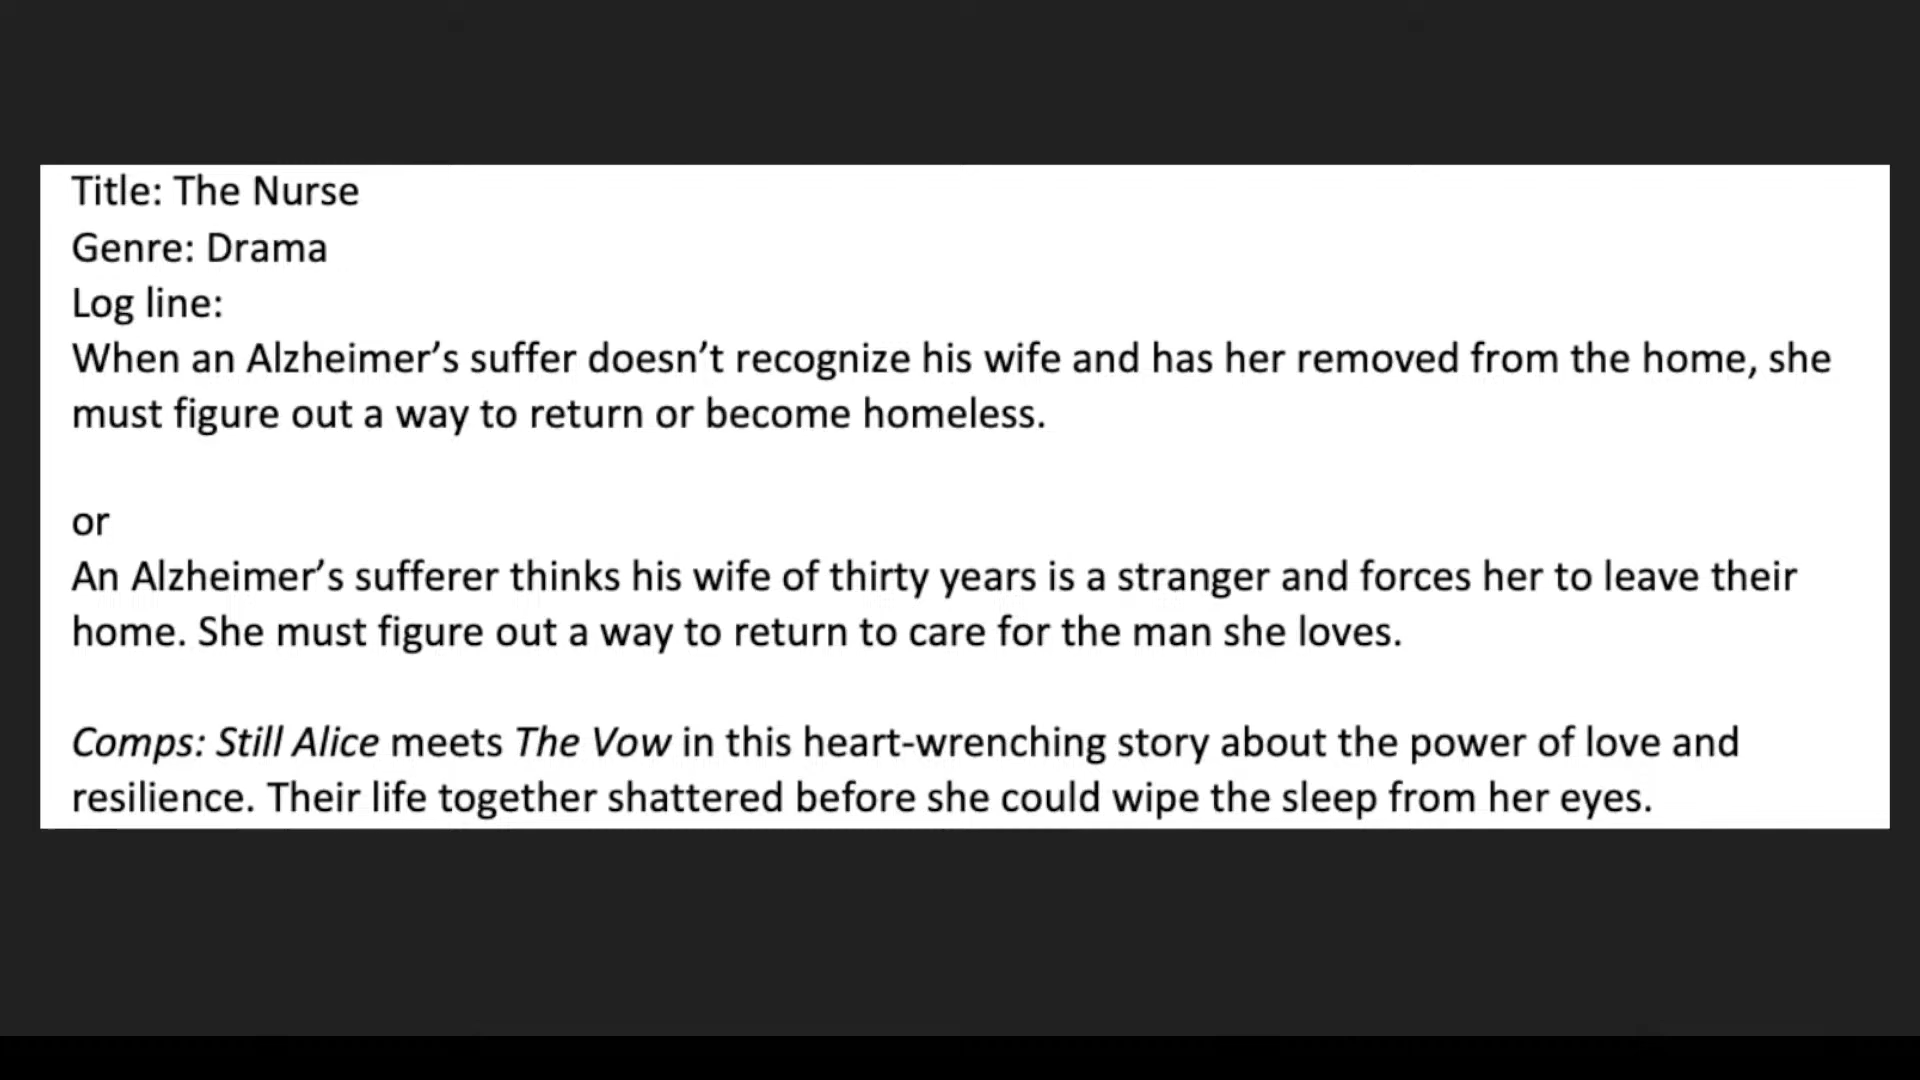 Title: The Nurse
Genre: Drama
Log line:
When an Alzheimer’s suffer doesn’t recognize his wife and has her removed from the home, she
must figure out a way to return or become homeless.
or
An Alzheimer’s sufferer thinks his wife of thirty years is a stranger and forces her to leave their
home. She must figure out a way to return to care for the man she loves.
Comps: Still Alice meets The Vow in this heart-wrenching story about the power of love and
resilience. Their life together shattered before she could wipe the sleep from her eyes.